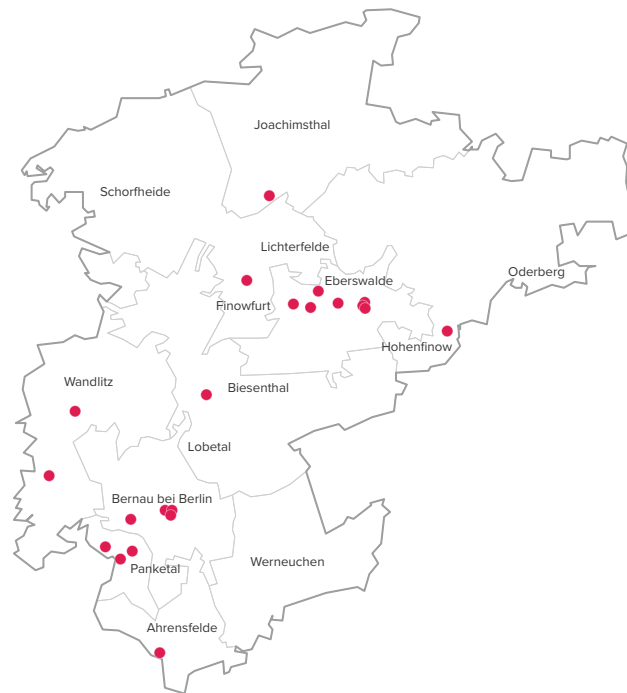 Joachimsthal
Schorfheide
Lichterfelde
Eberswalde
Oderberg
Finowfurt
Hohenfinow
Wandlitz
Biesenthal
Lobetal
Bernau bei Berlin
Werneuchen
Panketal
Ahrensfelde